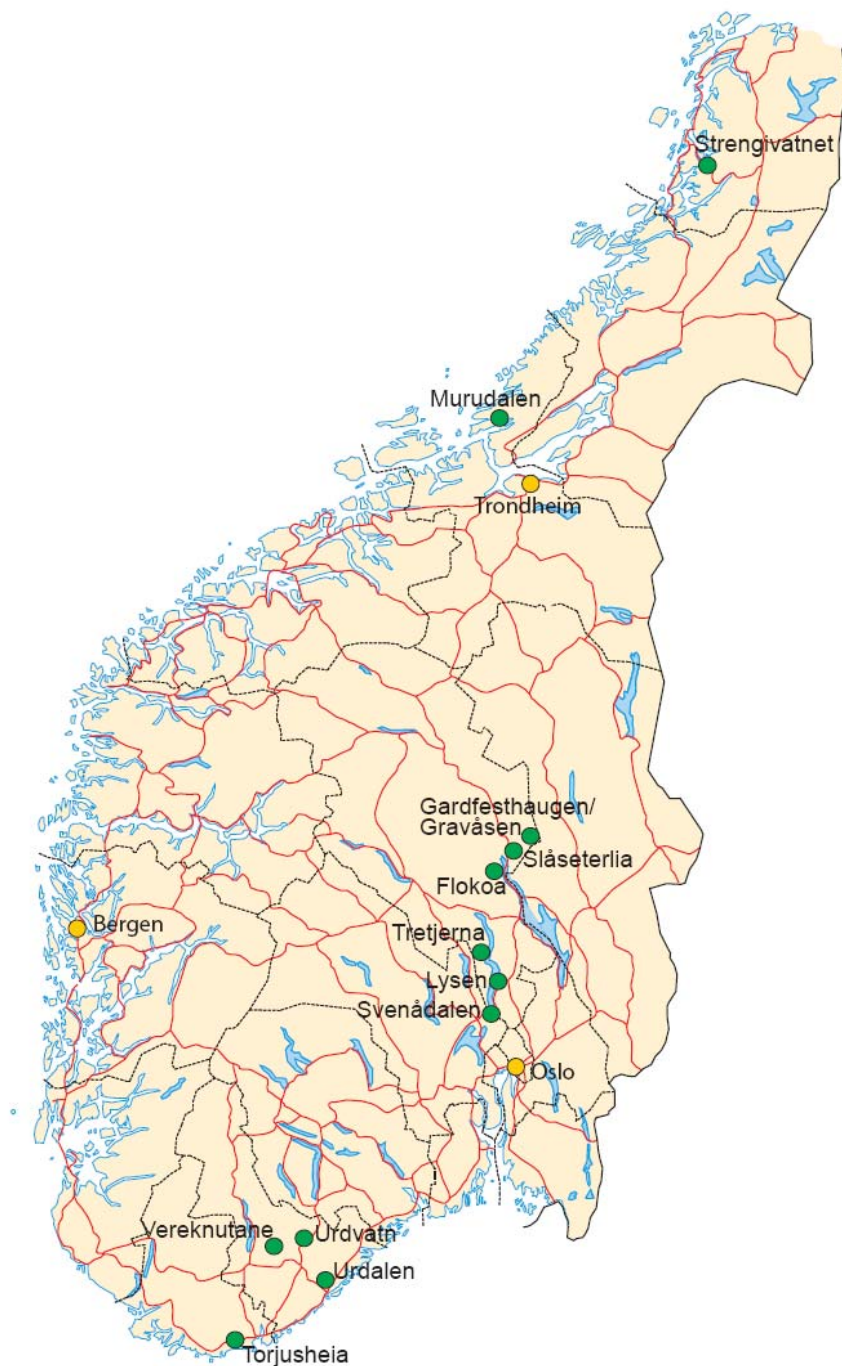 Strengivatnet
Murudalen
Trondheim
Gardfesthaugen/
Gravåsen
Slåseterlia
Flokoa
Bergen
Tretjerna
Lysen
Svenådalen
Oslo
Vereknutane
Urdvatn
Urdalen
Torjusheia